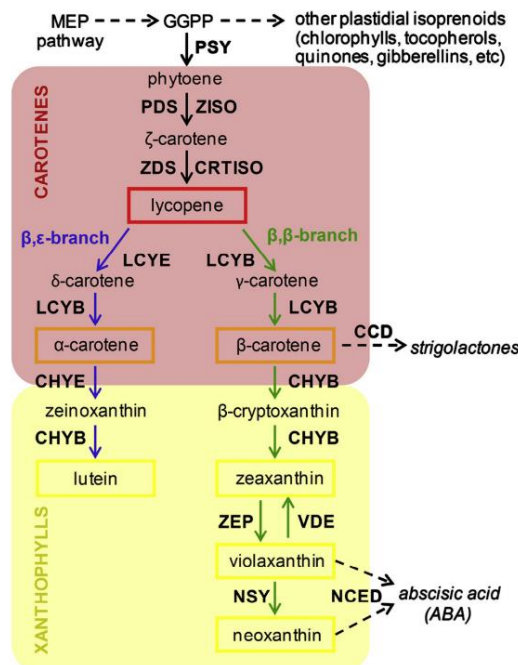 MEP pathway
GGPP
other plastidial isoprenoids
(chlorophylls, tocopherols,
quinones, gibberellins, etc)
PSY
phytoene
CAROTENES
PDS ZISO
ζ-carotene
ZDS CRTISO
lycopene
β,ε-branch
β,β-branch
LCYE LCYB
δ-carotene γ-carotene
LCYB LCYB
CCD
α-carotene β-carotene
strigolactones
CHYE CHYB
zeinoxanthin β-cryptoxanthin
CHYB CHYB
lutein zeaxanthin
XANTHOPHYLLS
ZEP VDE
violaxanthin
NSY NCED
abscisic acid
(ABA)
neoxanthin